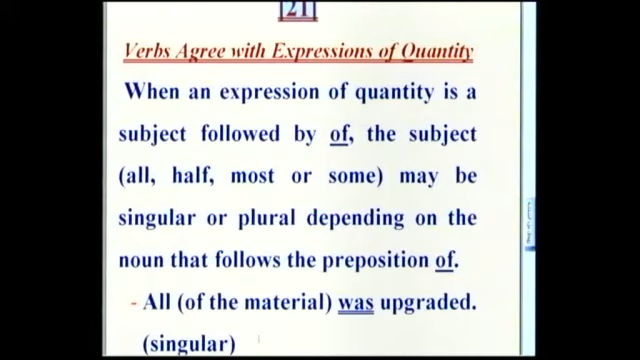 [21]
Verbs Agree with Expressions of Quantity
When an expression of quantity is a
subject followed by of, the subject
(all, half, most or some) may be
singular or plural depending on the
noun that follows the preposition of.
- All (of the material) was upgraded.
(singular)